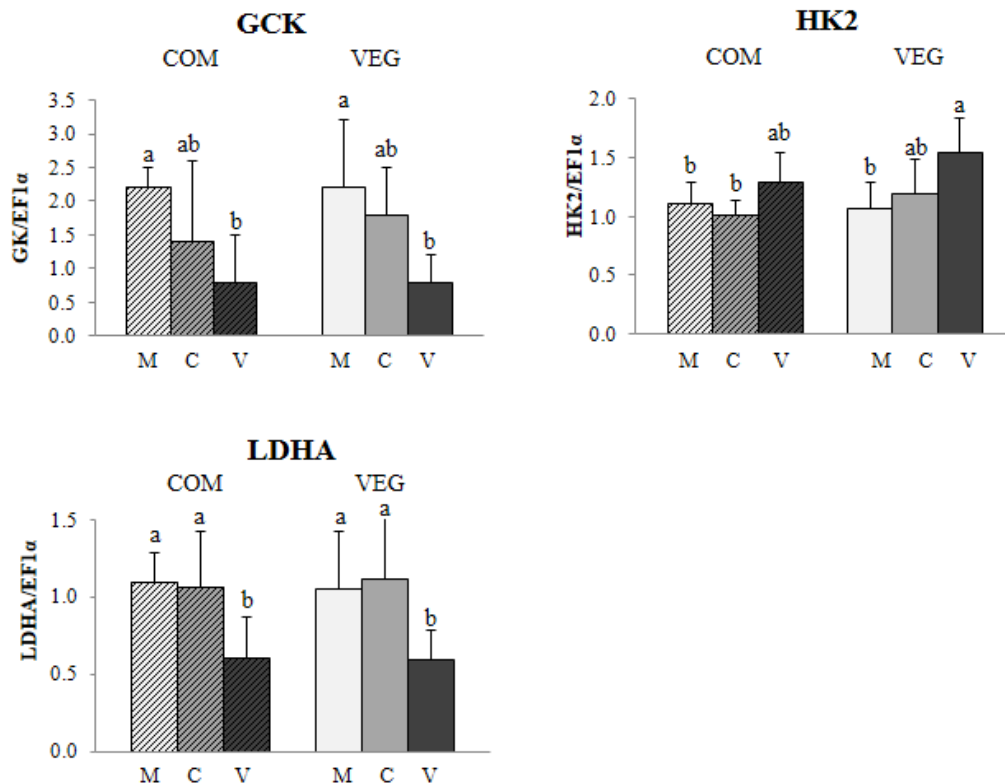 GCK
COM VEG
GK/EF1α
3.5
3.0
2.5
2.0
1.5
1.0
0.5
0.0
a ab b a ab b
M C V M C V
HK2
COM VEG
HK2/EF1α
2.0
1.5
1.0
0.5
0.0
b b ab b ab a
M C V M C V
LDHA
COM VEG
LDHA/EF1α
1.5
1.0
0.5
0.0
a a b a a b
M C V M C V